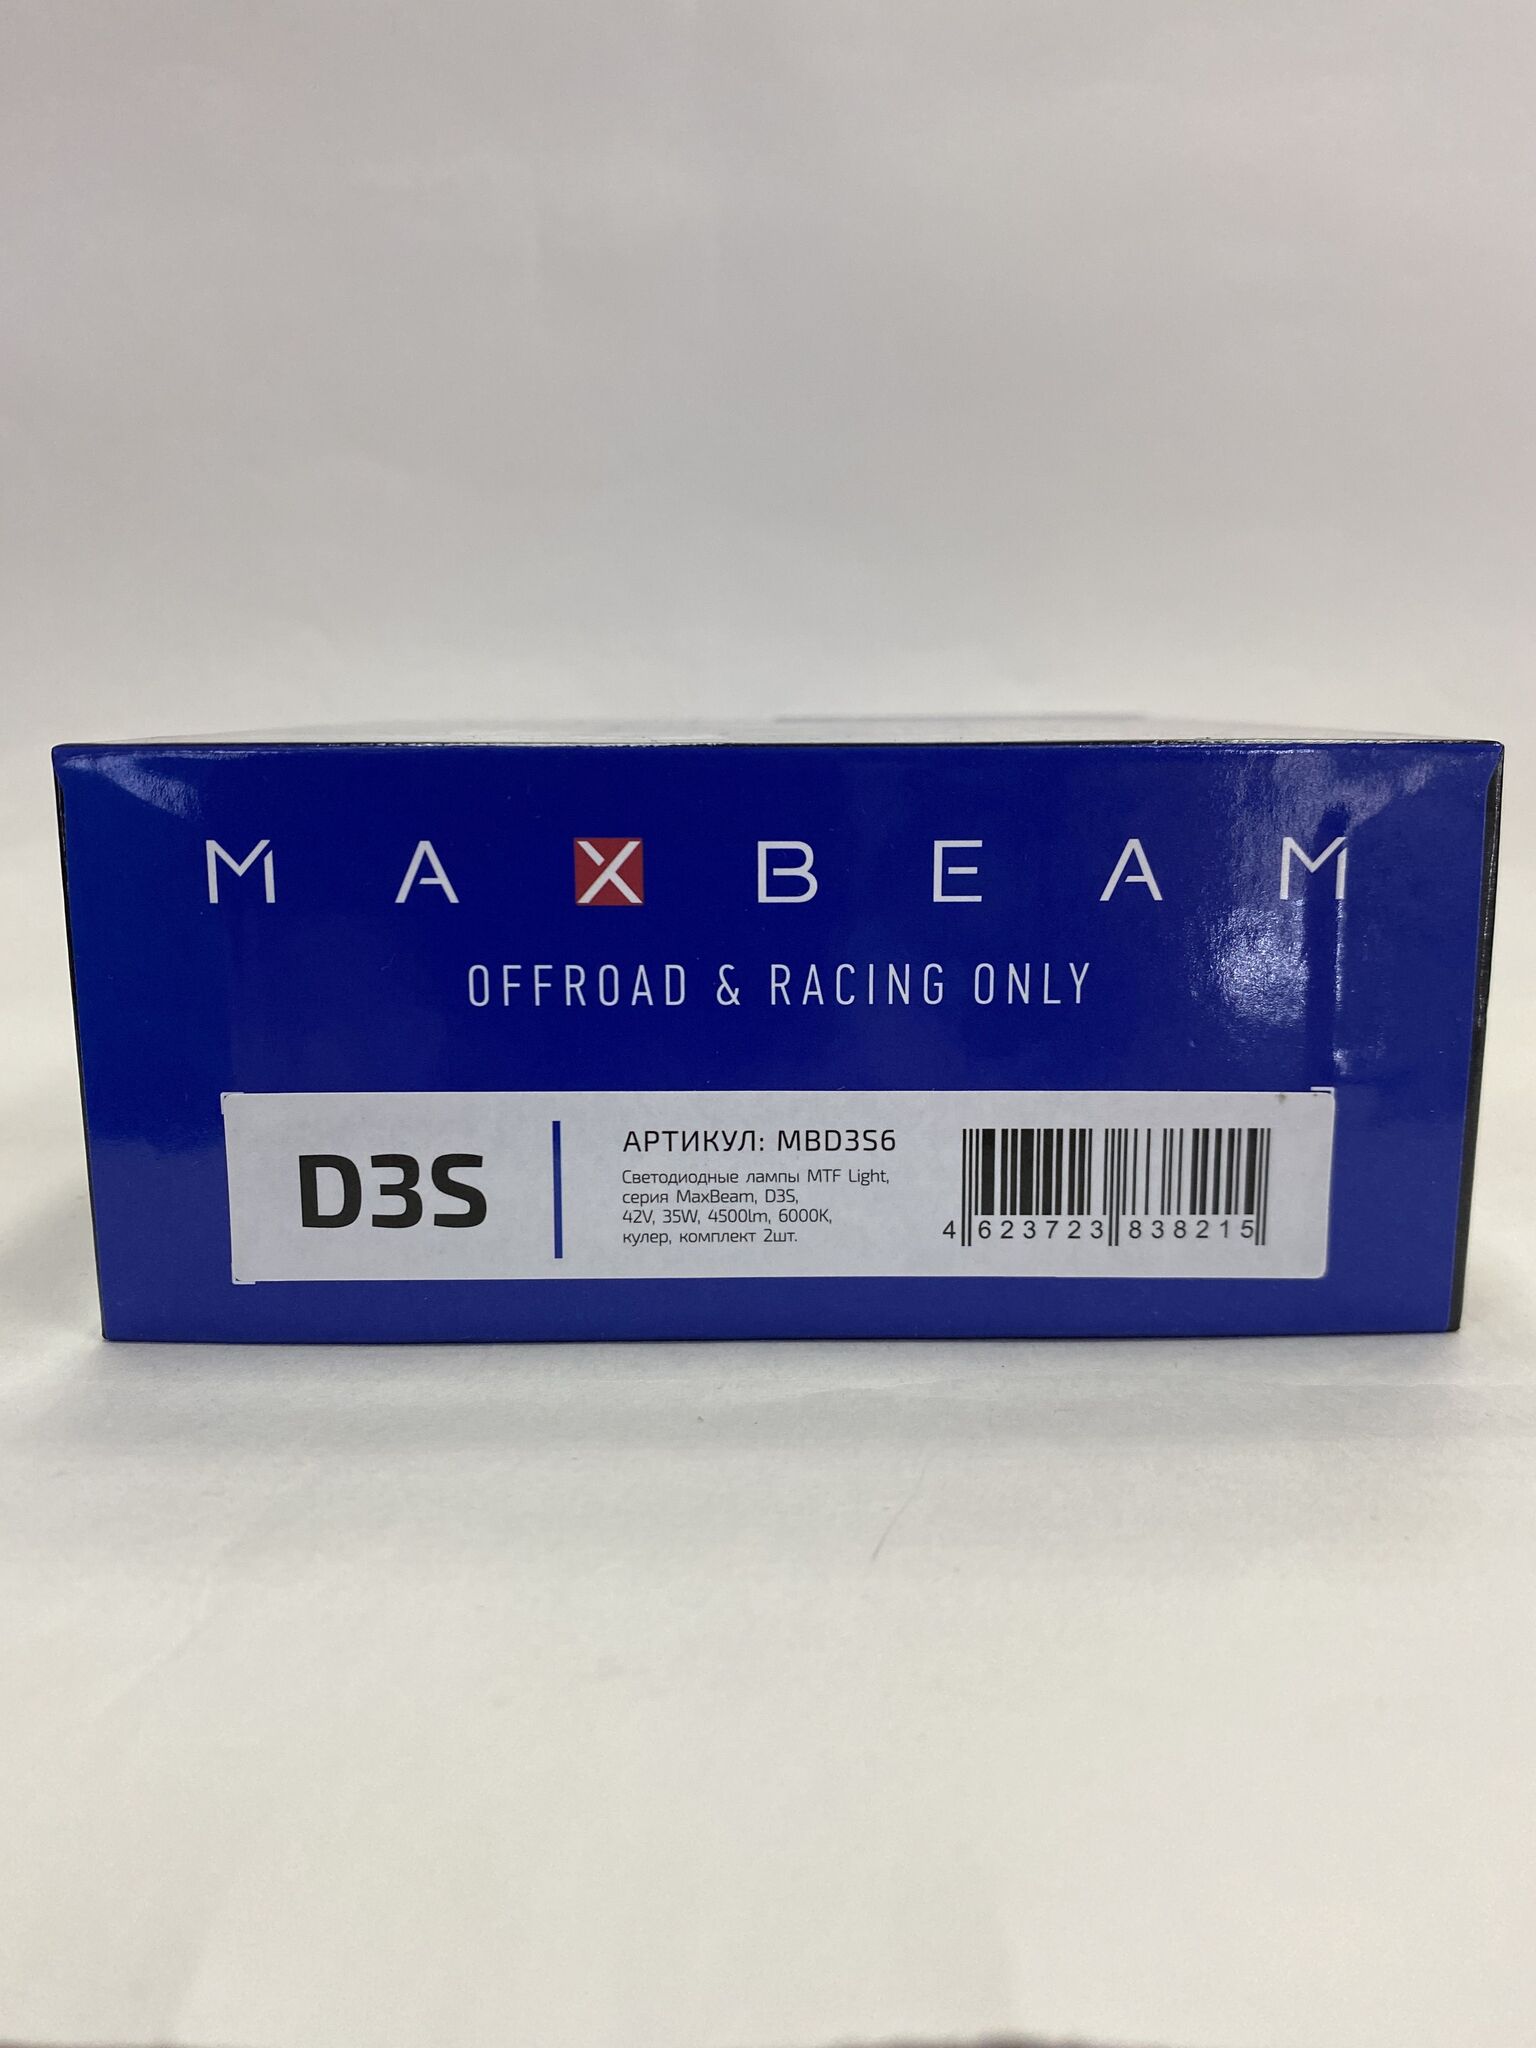 MAXBEAM
OFFROAD & RACING ONLY
D3S
АРТИКУЛ: MBD3S6
Светодиодные лампы MTF Light,
серия MaxBeam, D3S,
42V, 35W, 4500lm, 6000K,
кулер, комплект 2шт.
4 623723 838215